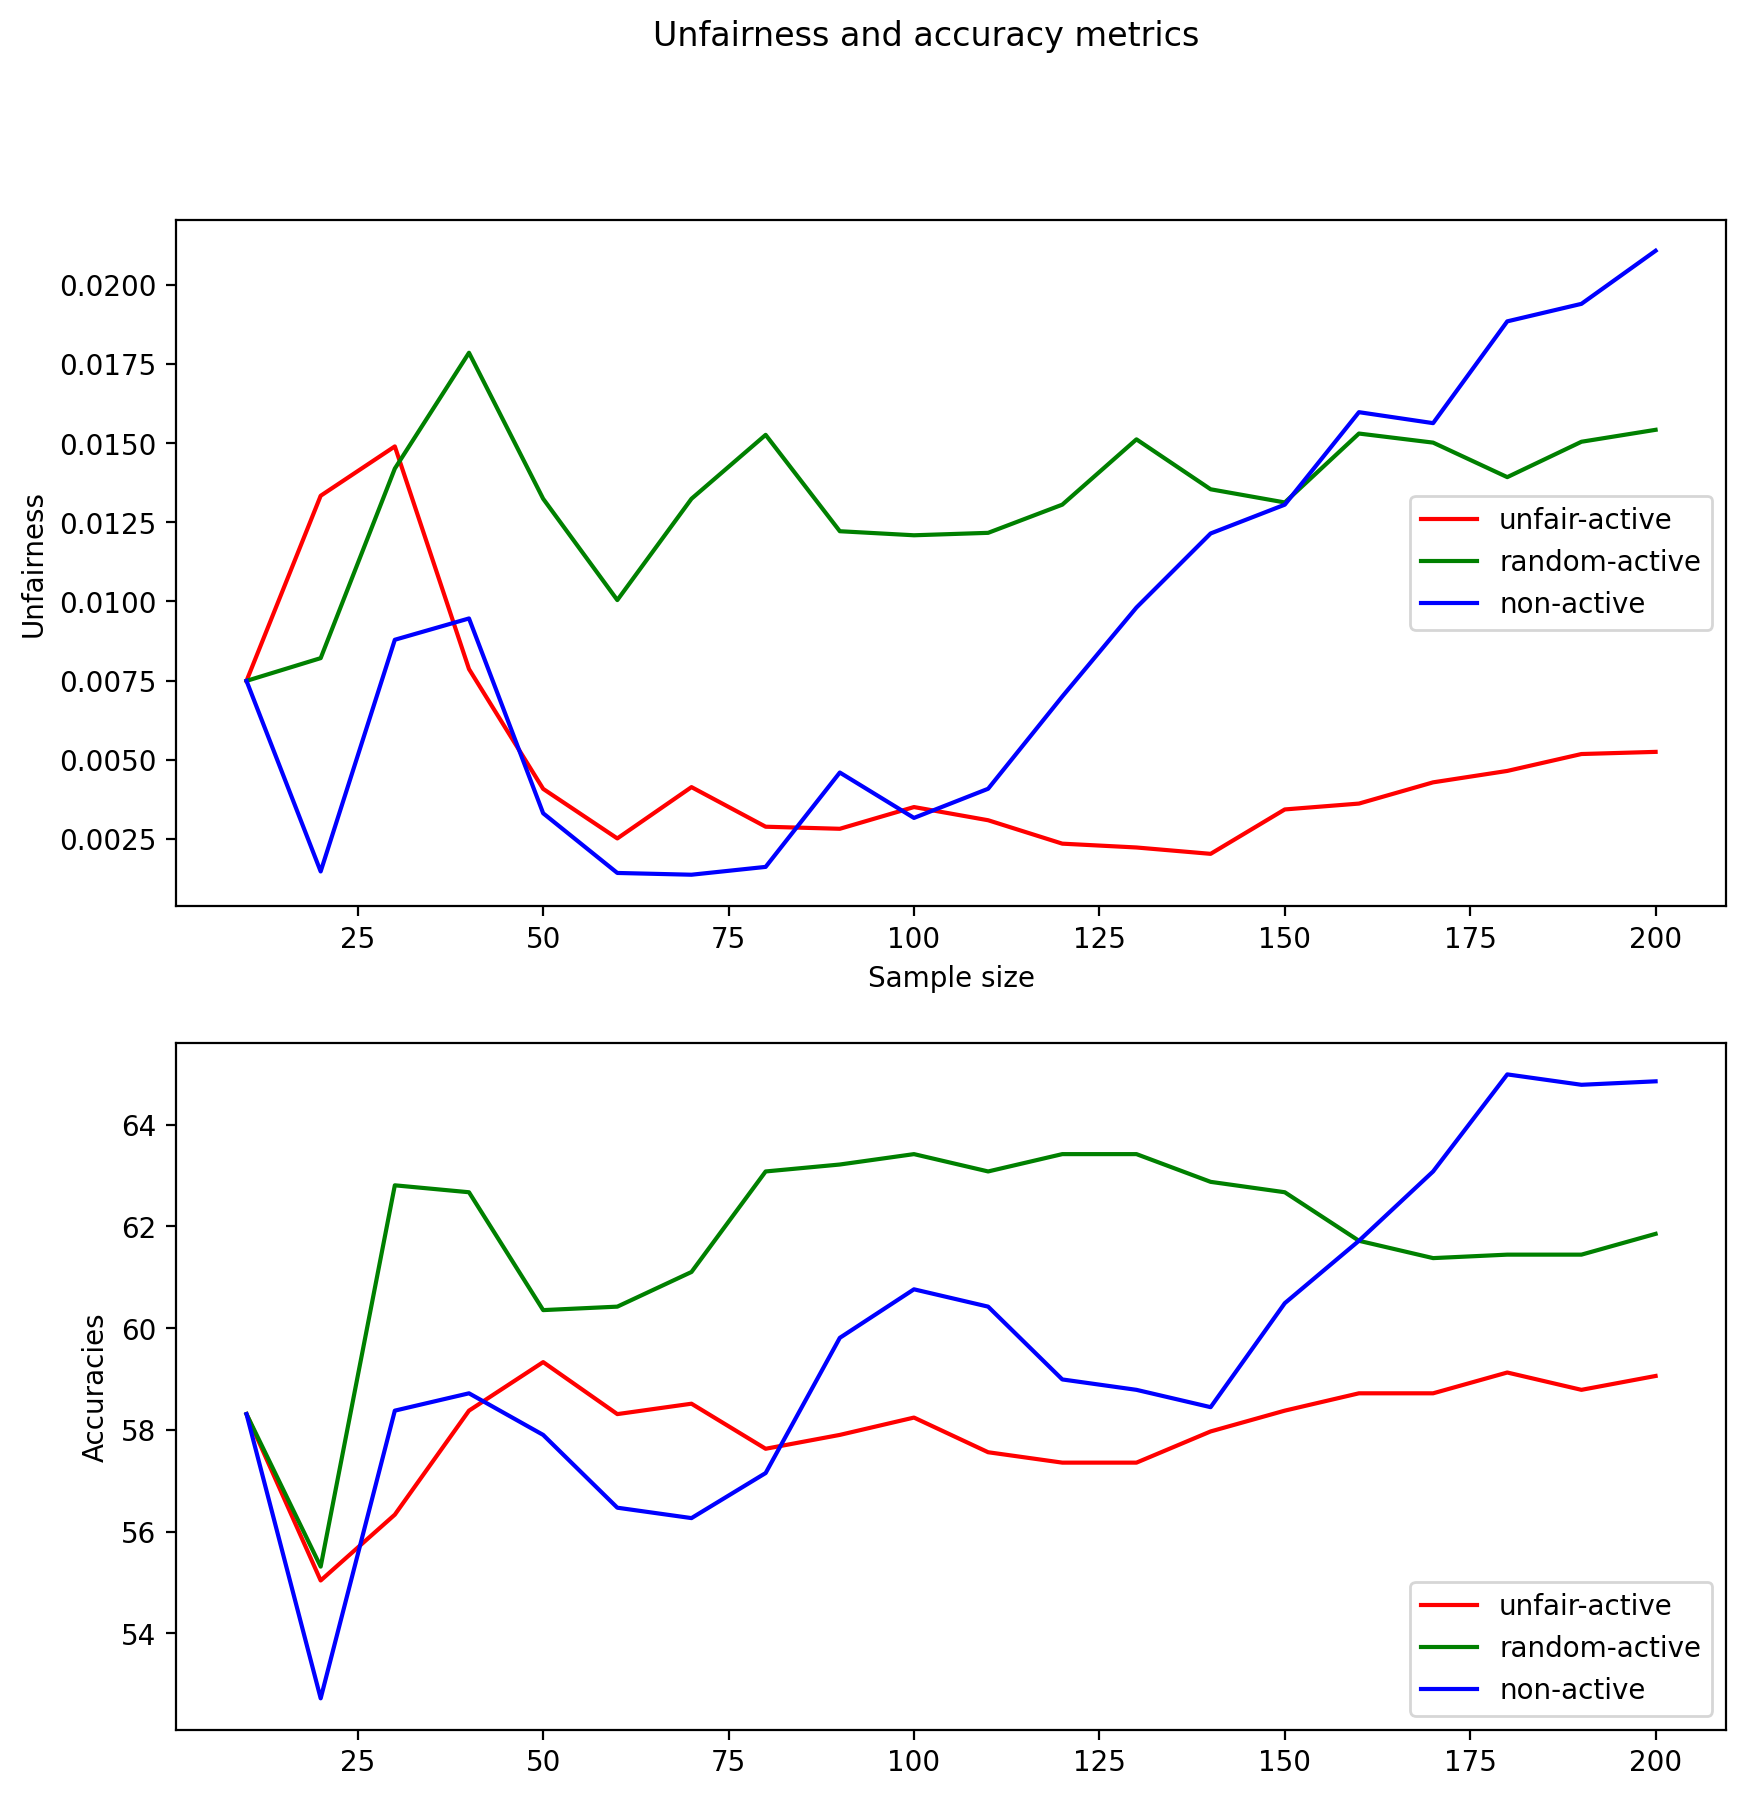 Unfairness and accuracy metrics
0.0200
0.0175
0.0150
0.0125
0.0100
0.0075
0.0050
0.0025
Unfairness
unfair-active
random-active
non-active
25 50 75 100 125 150 175 200
Sample size
64
62
60
58
56
54
Accuracies
unfair-active
random-active
non-active
25 50 75 100 125 150 175 200